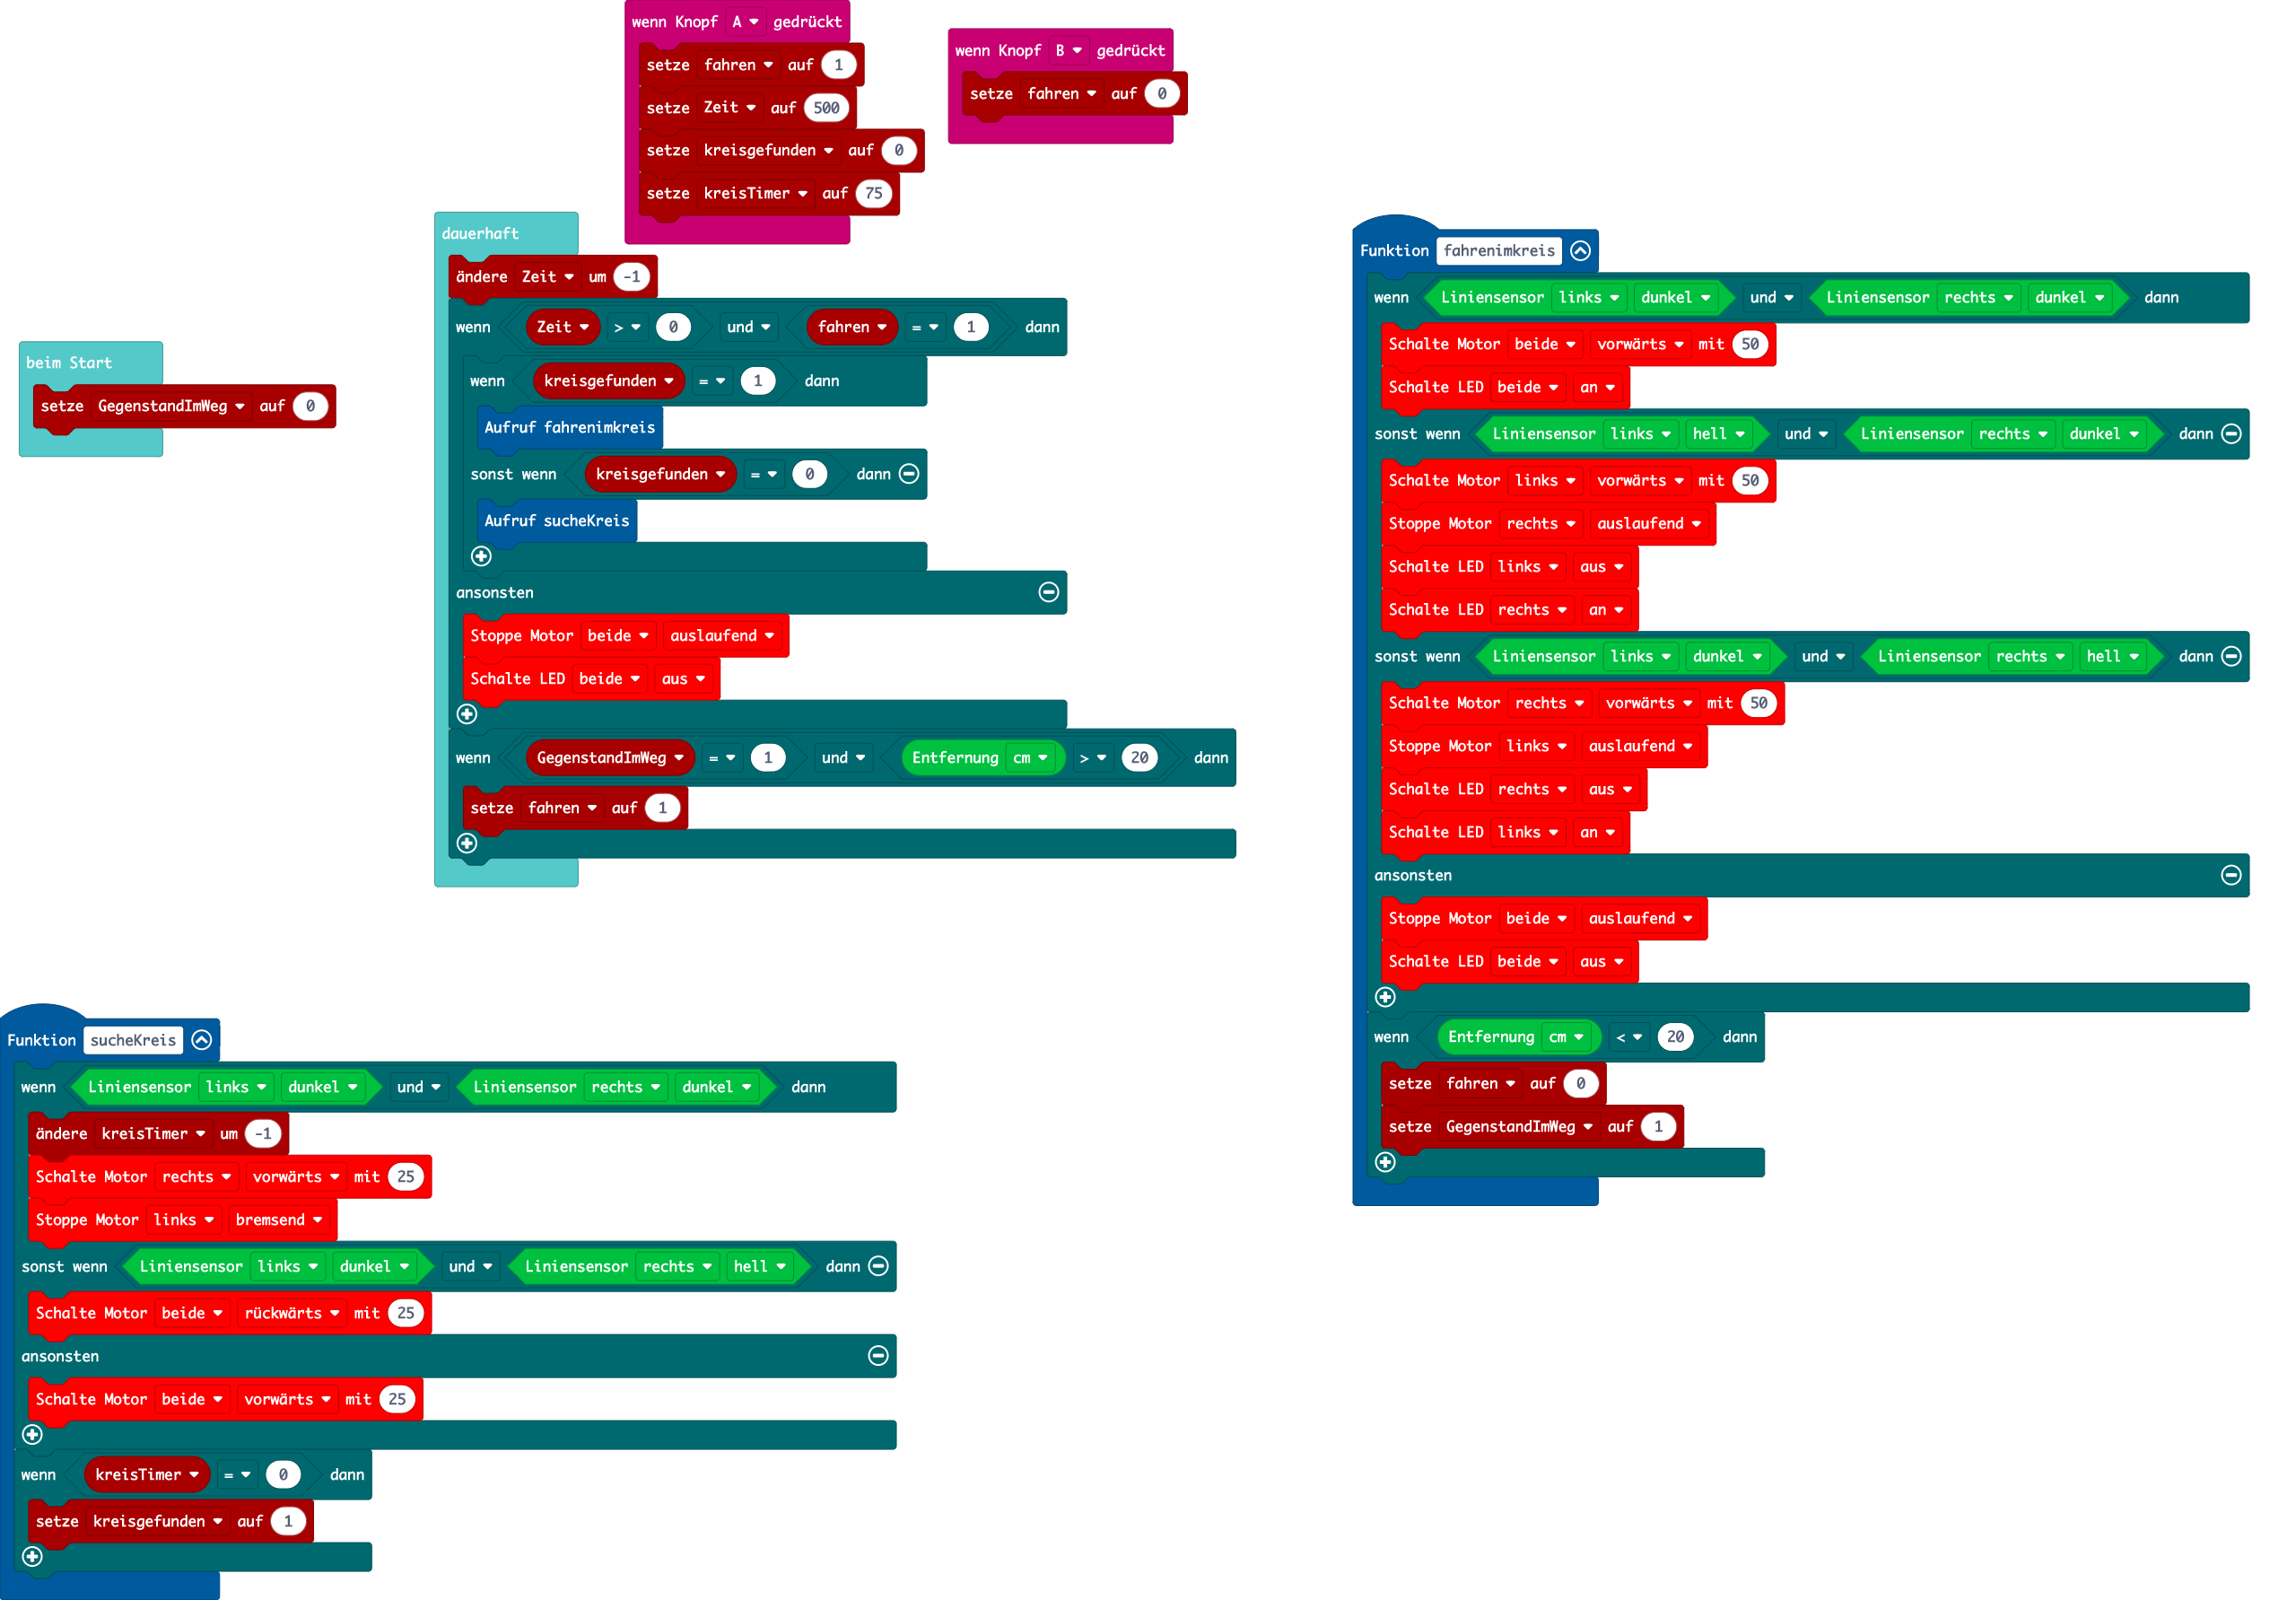 wenn Knopf A gedrückt
setze fahren auf 1
setze Zeit auf 500
setze kreisgefunden auf 0
setze kreisTimer auf 75
wenn Knopf B gedrückt
setze fahren auf 0
beim Start
setze GegenstandImWeg auf 0
dauerhaft
ändere Zeit um -1
wenn Zeit > 0 und fahren = 1 dann
wenn kreisgefunden = 1 dann
Aufruf fahrenimkreis
sonst wenn kreisgefunden = 0 dann
Aufruf sucheKreis
ansonsten
Stoppe Motor beide auslaufend
Schalte LED beide aus
wenn GegenstandImWeg = 1 und Entfernung cm > 20 dann
setze fahren auf 1
Funktion fahrenimkreis
wenn Liniensensor links dunkel und Liniensensor rechts dunkel dann
Schalte Motor beide vorwärts mit 50
Schalte LED beide an
sonst wenn Liniensensor links hell und Liniensensor rechts dunkel dann
Schalte Motor links vorwärts mit 50
Stoppe Motor rechts auslaufend
Schalte LED links aus
Schalte LED rechts an
sonst wenn Liniensensor links dunkel und Liniensensor rechts hell dann
Schalte Motor rechts vorwärts mit 50
Stoppe Motor links auslaufend
Schalte LED rechts aus
Schalte LED links an
ansonsten
Stoppe Motor beide auslaufend
Schalte LED beide aus
wenn Entfernung cm < 20 dann
setze fahren auf 0
setze GegenstandImWeg auf 1
Funktion sucheKreis
wenn Liniensensor links dunkel und Liniensensor rechts dunkel dann
ändere kreisTimer um -1
Schalte Motor rechts vorwärts mit 25
Stoppe Motor links bremsend
sonst wenn Liniensensor links dunkel und Liniensensor rechts hell dann
Schalte Motor beide rückwärts mit 25
ansonsten
Schalte Motor beide vorwärts mit 25
wenn kreisTimer = 0 dann
setze kreisgefunden auf 1